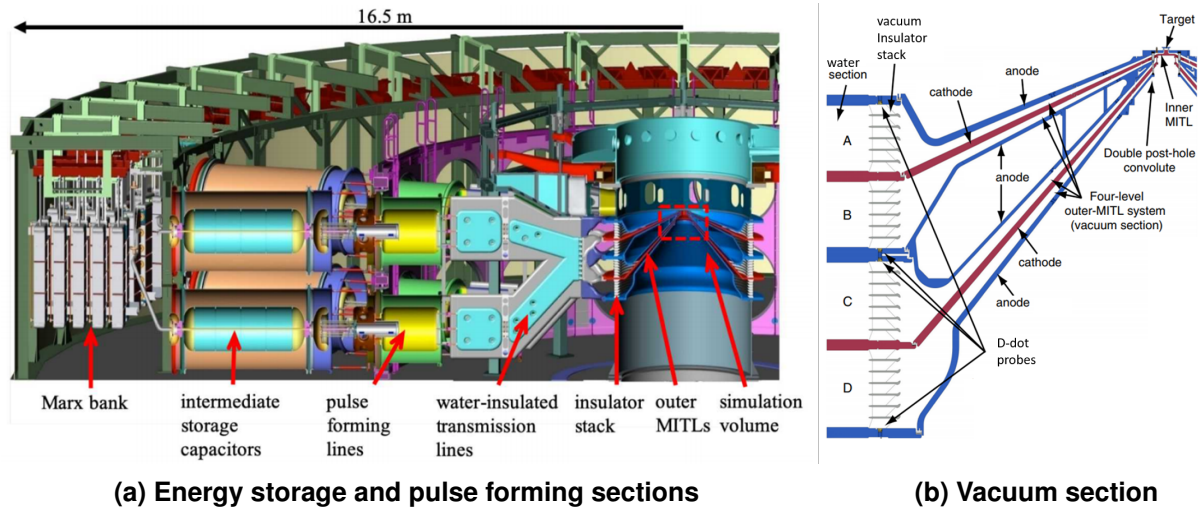 16.5 m
Marx bank
intermediate
storage
capacitors
pulse
forming
lines
water-insulated
transmission
lines
insulator
stack
outer
MITLs
simulation
volume
(a) Energy storage and pulse forming sections
vacuum
Insulator
stack
water
section
A
B
C
D
cathode
anode
Target
Inner
MITL
Double post-hole
convolute
anode
Four-level
outer-MITL system
(vacuum section)
cathode
anode
D-dot
probes
(b) Vacuum section